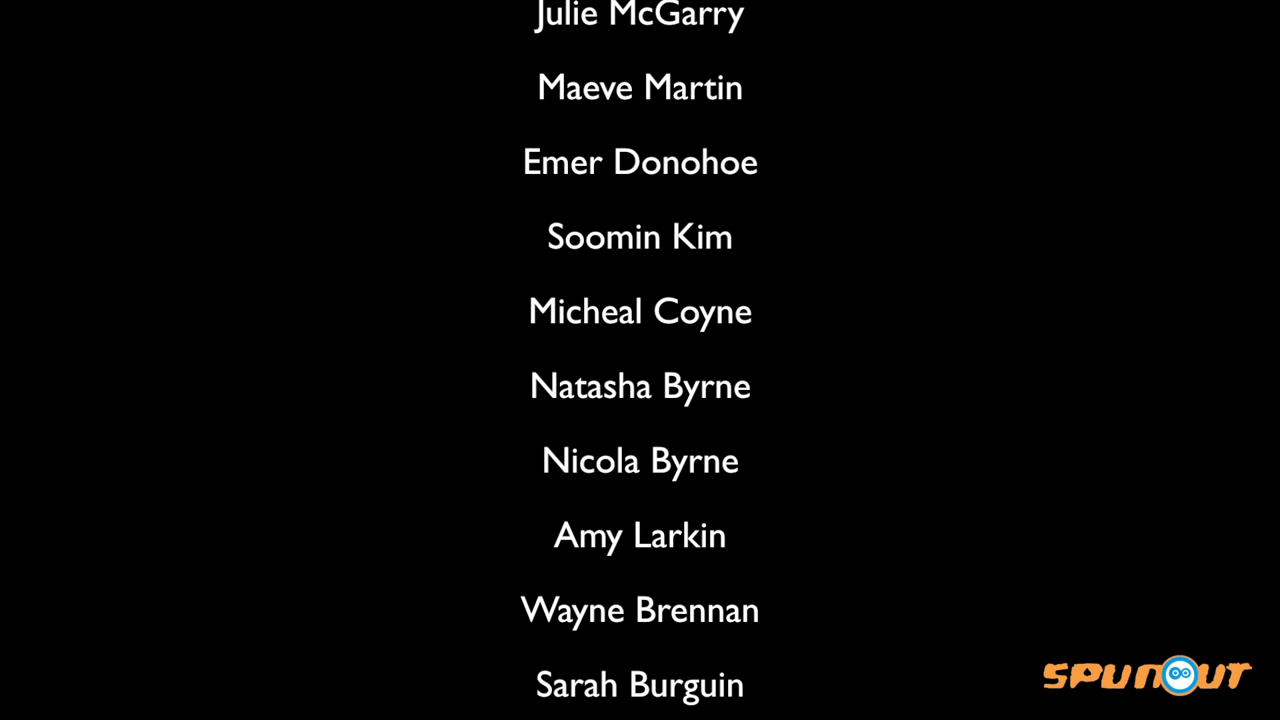 Julie McGarry
Maeve Martin
Emer Donohoe
Soomin Kim
Micheal Coyne
Natasha Byrne
Nicola Byrne
Amy Larkin
Wayne Brennan
Sarah Burguin
SPUNOUT